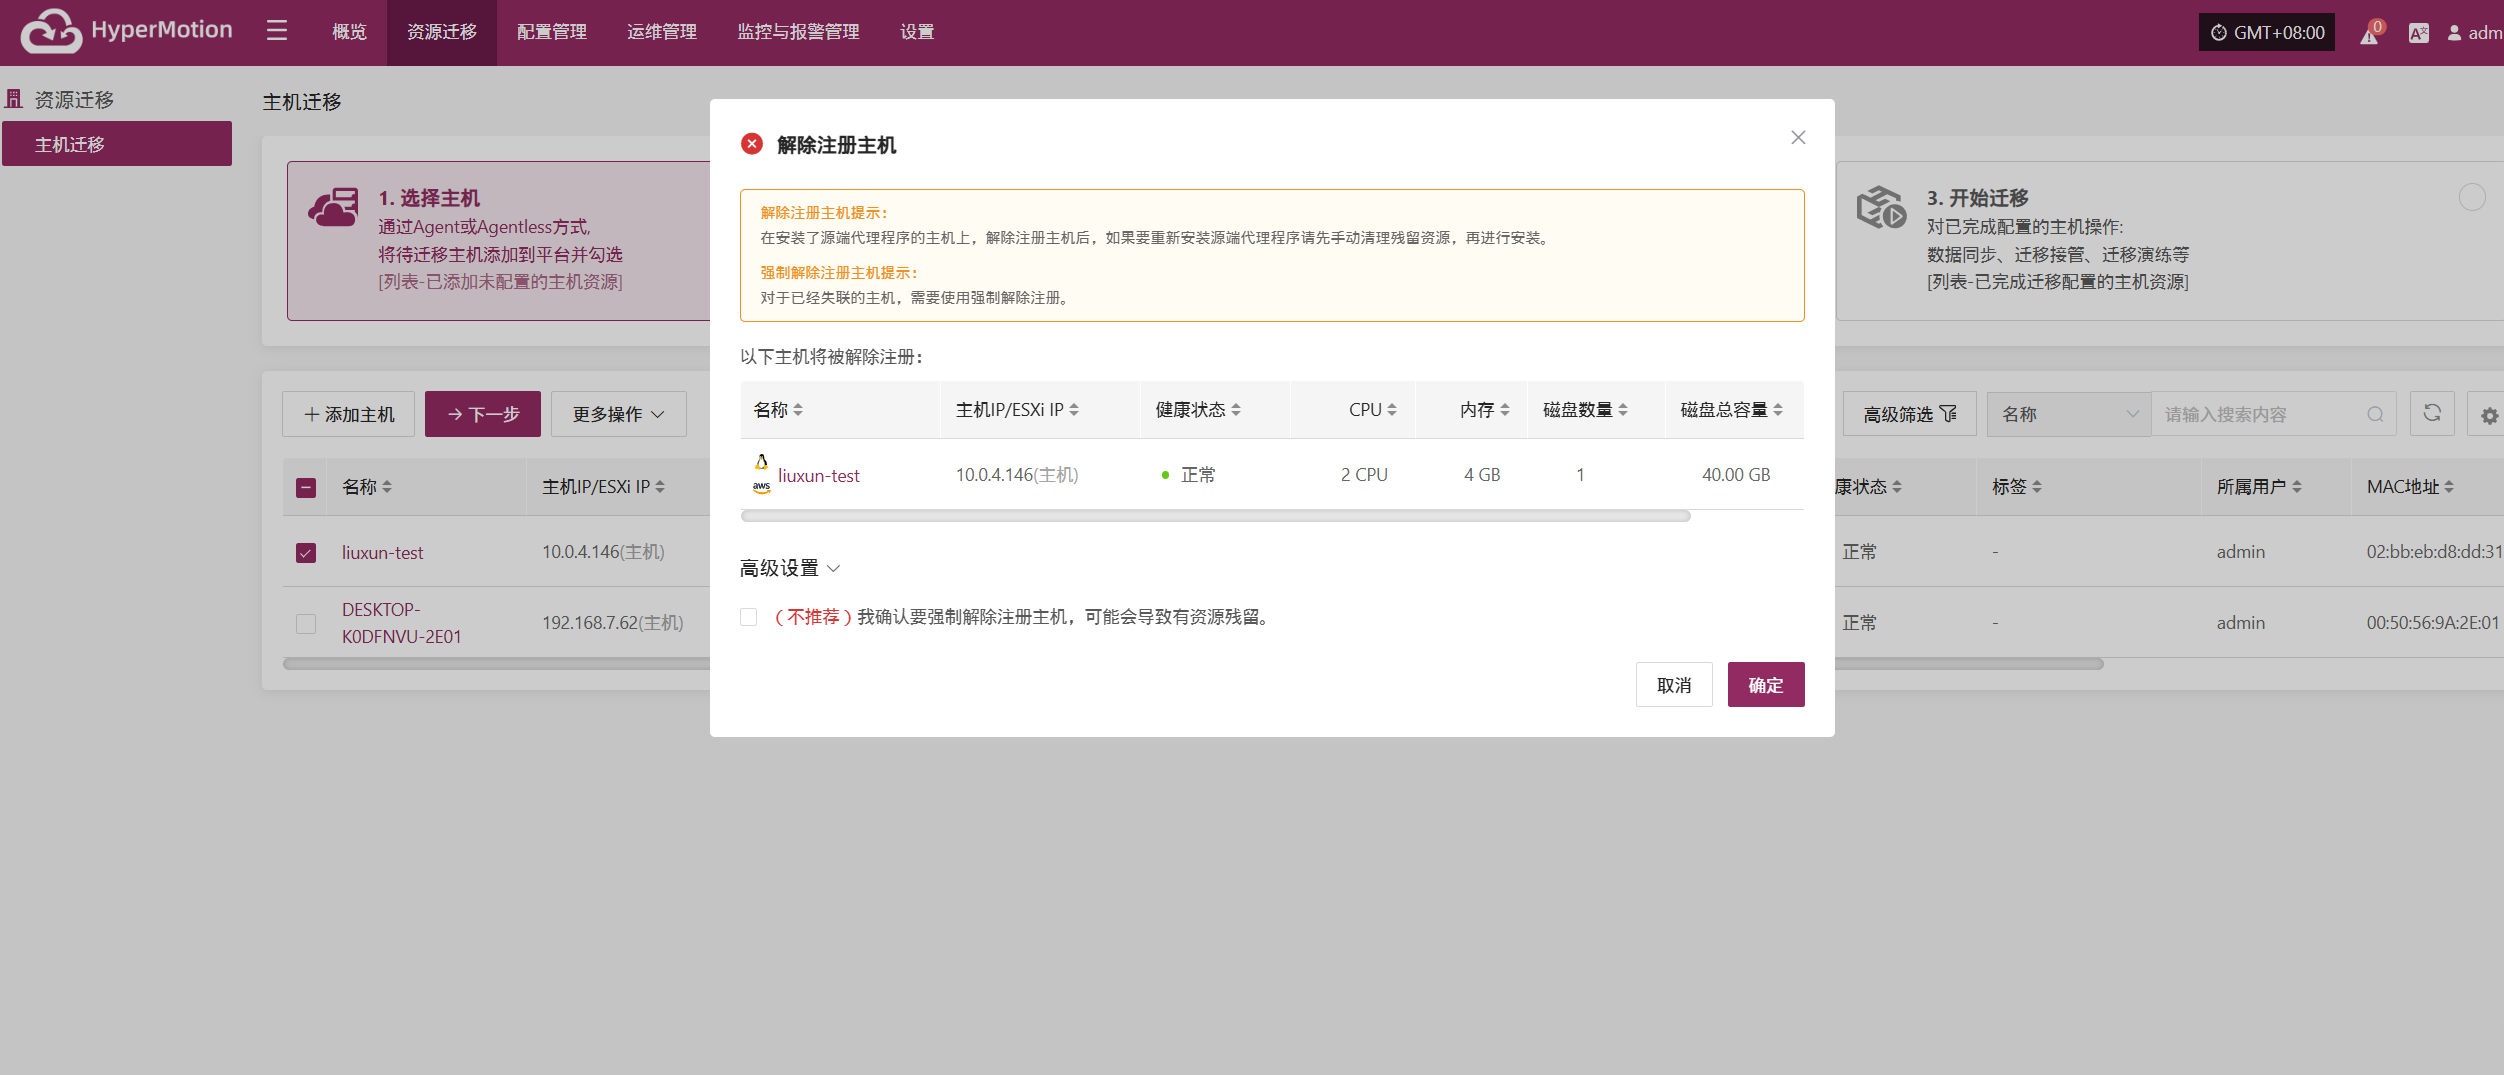 HyperMotion
概览
资源迁移
配置管理
运维管理
监控与报警管理
设置
GMT+08:00
0
adm
资源迁移
主机迁移
主机迁移
1. 选择主机
通过Agent或Agentless方式,
将待迁移主机添加到平台并勾选
[列表-已添加未配置的主机资源]
3. 开始迁移
对已完成配置的主机操作:
数据同步、迁移接管、迁移演练等
[列表-已完成迁移配置的主机资源]
添加主机
下一步
更多操作
高级筛选
名称
请输入搜索内容
名称
主机IP/ESXi IP
康状态
标签
所属用户
MAC地址
liuxun-test
10.0.4.146(主机)
正常
-
admin
02:bb:eb:d8:dd:31
DESKTOP-
K0DFNVU-2E01
192.168.7.62(主机)
正常
-
admin
00:50:56:9A:2E:01
解除注册主机
解除注册主机提示：
在安装了源端代理程序的主机上，解除注册主机后，如果要重新安装源端代理程序请先手动清理残留资源，再进行安装。
强制解除注册主机提示：
对于已经失联的主机，需要使用强制解除注册。
以下主机将被解除注册：
名称
主机IP/ESXi IP
健康状态
CPU
内存
磁盘数量
磁盘总容量
aws
liuxun-test
10.0.4.146(主机)
正常
2 CPU
4 GB
1
40.00 GB
高级设置
（不推荐）我确认要强制解除注册主机，可能会导致有资源残留。
取消
确定